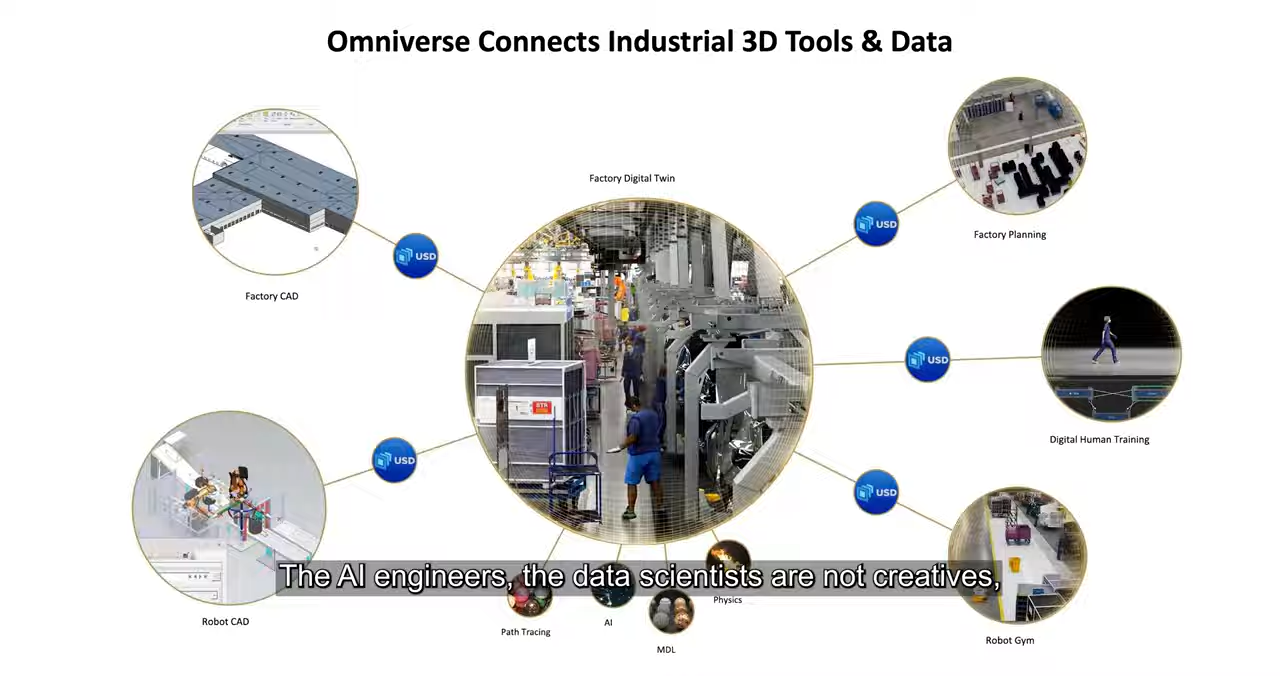 Omniverse Connects Industrial 3D Tools & Data
Factory Digital Twin
Factory CAD
USD
USD
Factory Planning
USD
Digital Human Training
USD
Robot CAD
USD
Robot Gym
The AI engineers, the data scientists are not creatives,
Path Tracing
AI
MDL
Physics